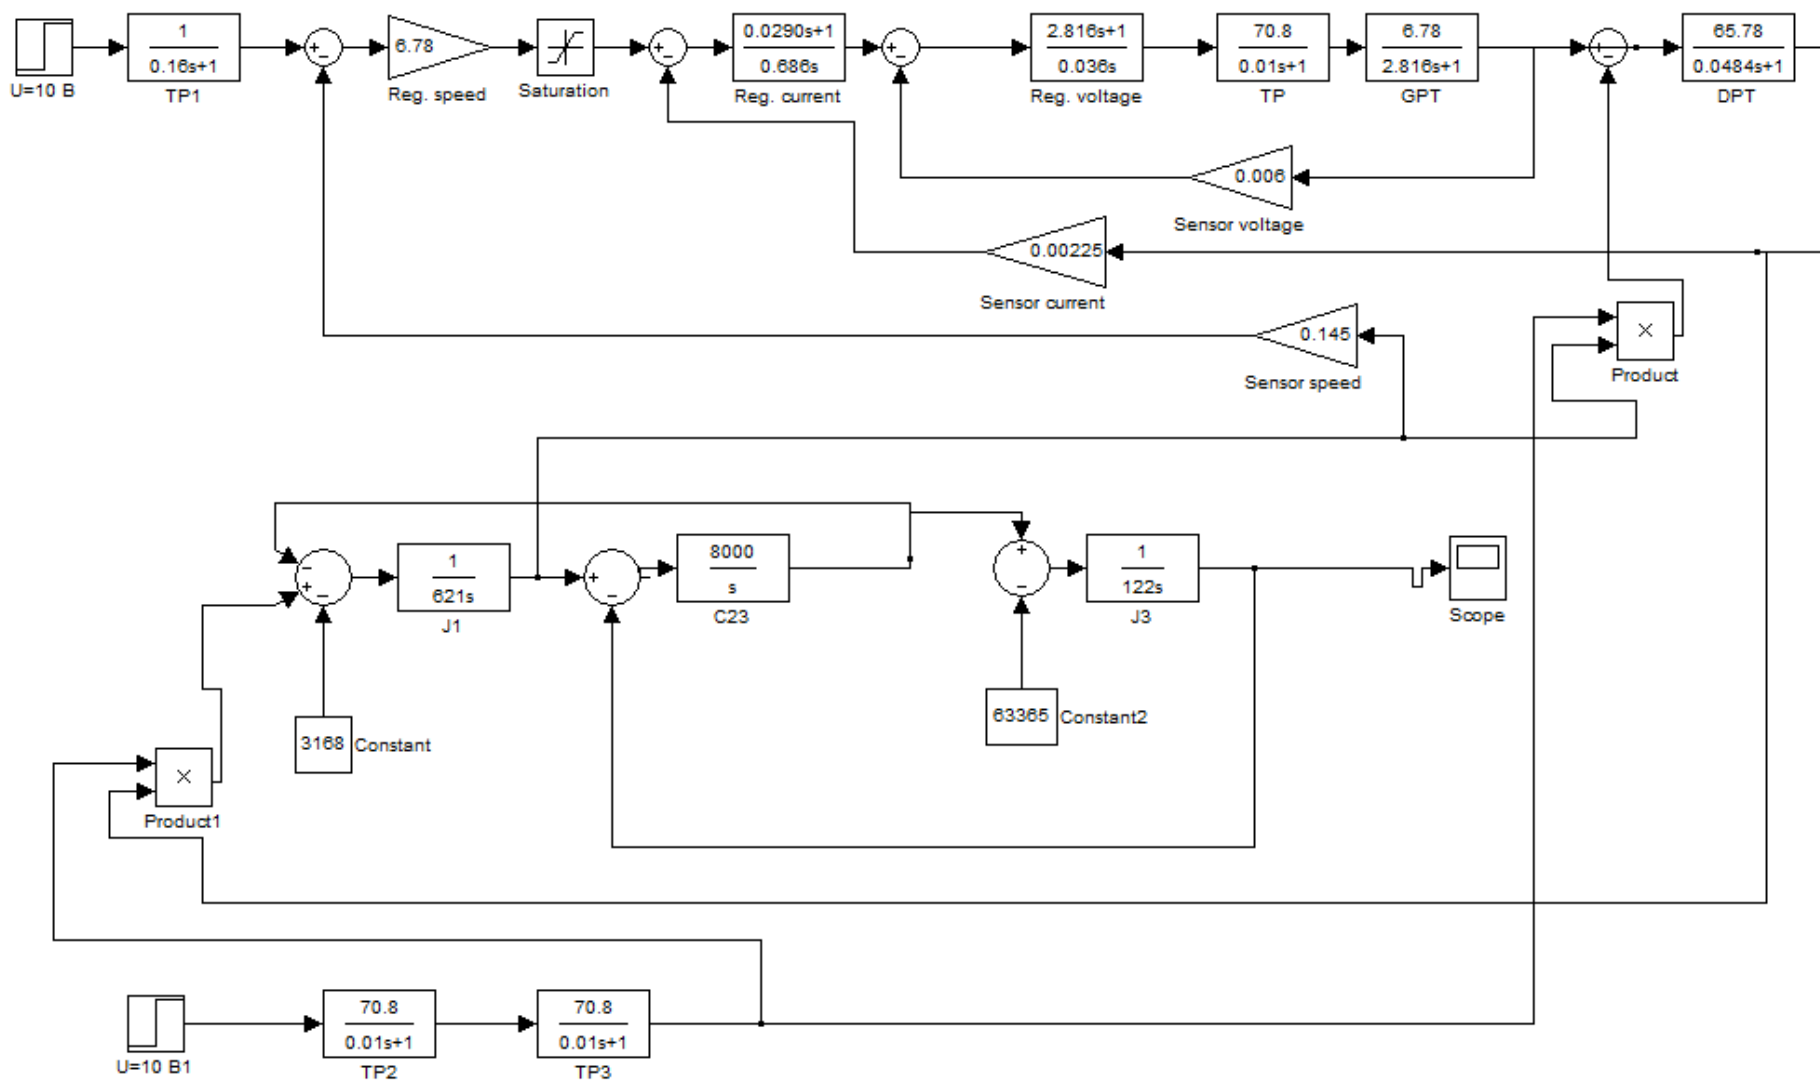 1
0.16s+1
6.78
0.0290s+1
0.686s
2.816s+1
0.036s
70.8
0.01s+1
6.78
2.816s+1
65.78
0.0484s+1
U=10 B
TP1
Reg. speed
Saturation
Reg. current
Reg. voltage
TP
GPT
DPT
0.006
Sensor voltage
0.00225
Sensor current
0.145
Sensor speed
×
Product
1
621s
J1
8000
s
C23
1
122s
J3
Scope
3168
Constant
63365
Constant2
×
Product1
70.8
0.01s+1
70.8
0.01s+1
U=10 B1
TP2
TP3